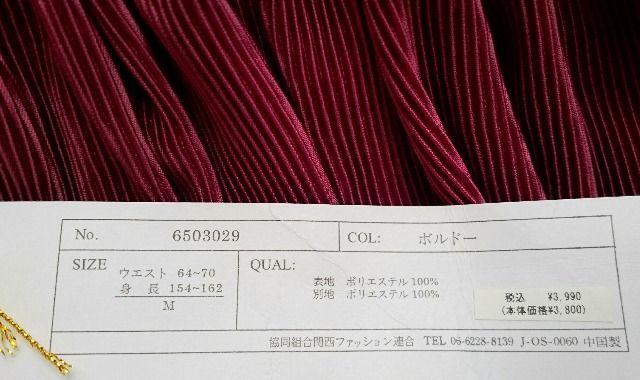 No. 6503029 COL: ボルドー
SIZE
ウエスト 64~70
身 長 154~162
M
QUAL:
表地 ポリエステル100%
別地 ポリエステル100%
税込 ¥3,990
(本体価格¥3,800)
協同組合関西ファッション連合 TEL 06-6228-8139 J-OS-0060 中国製